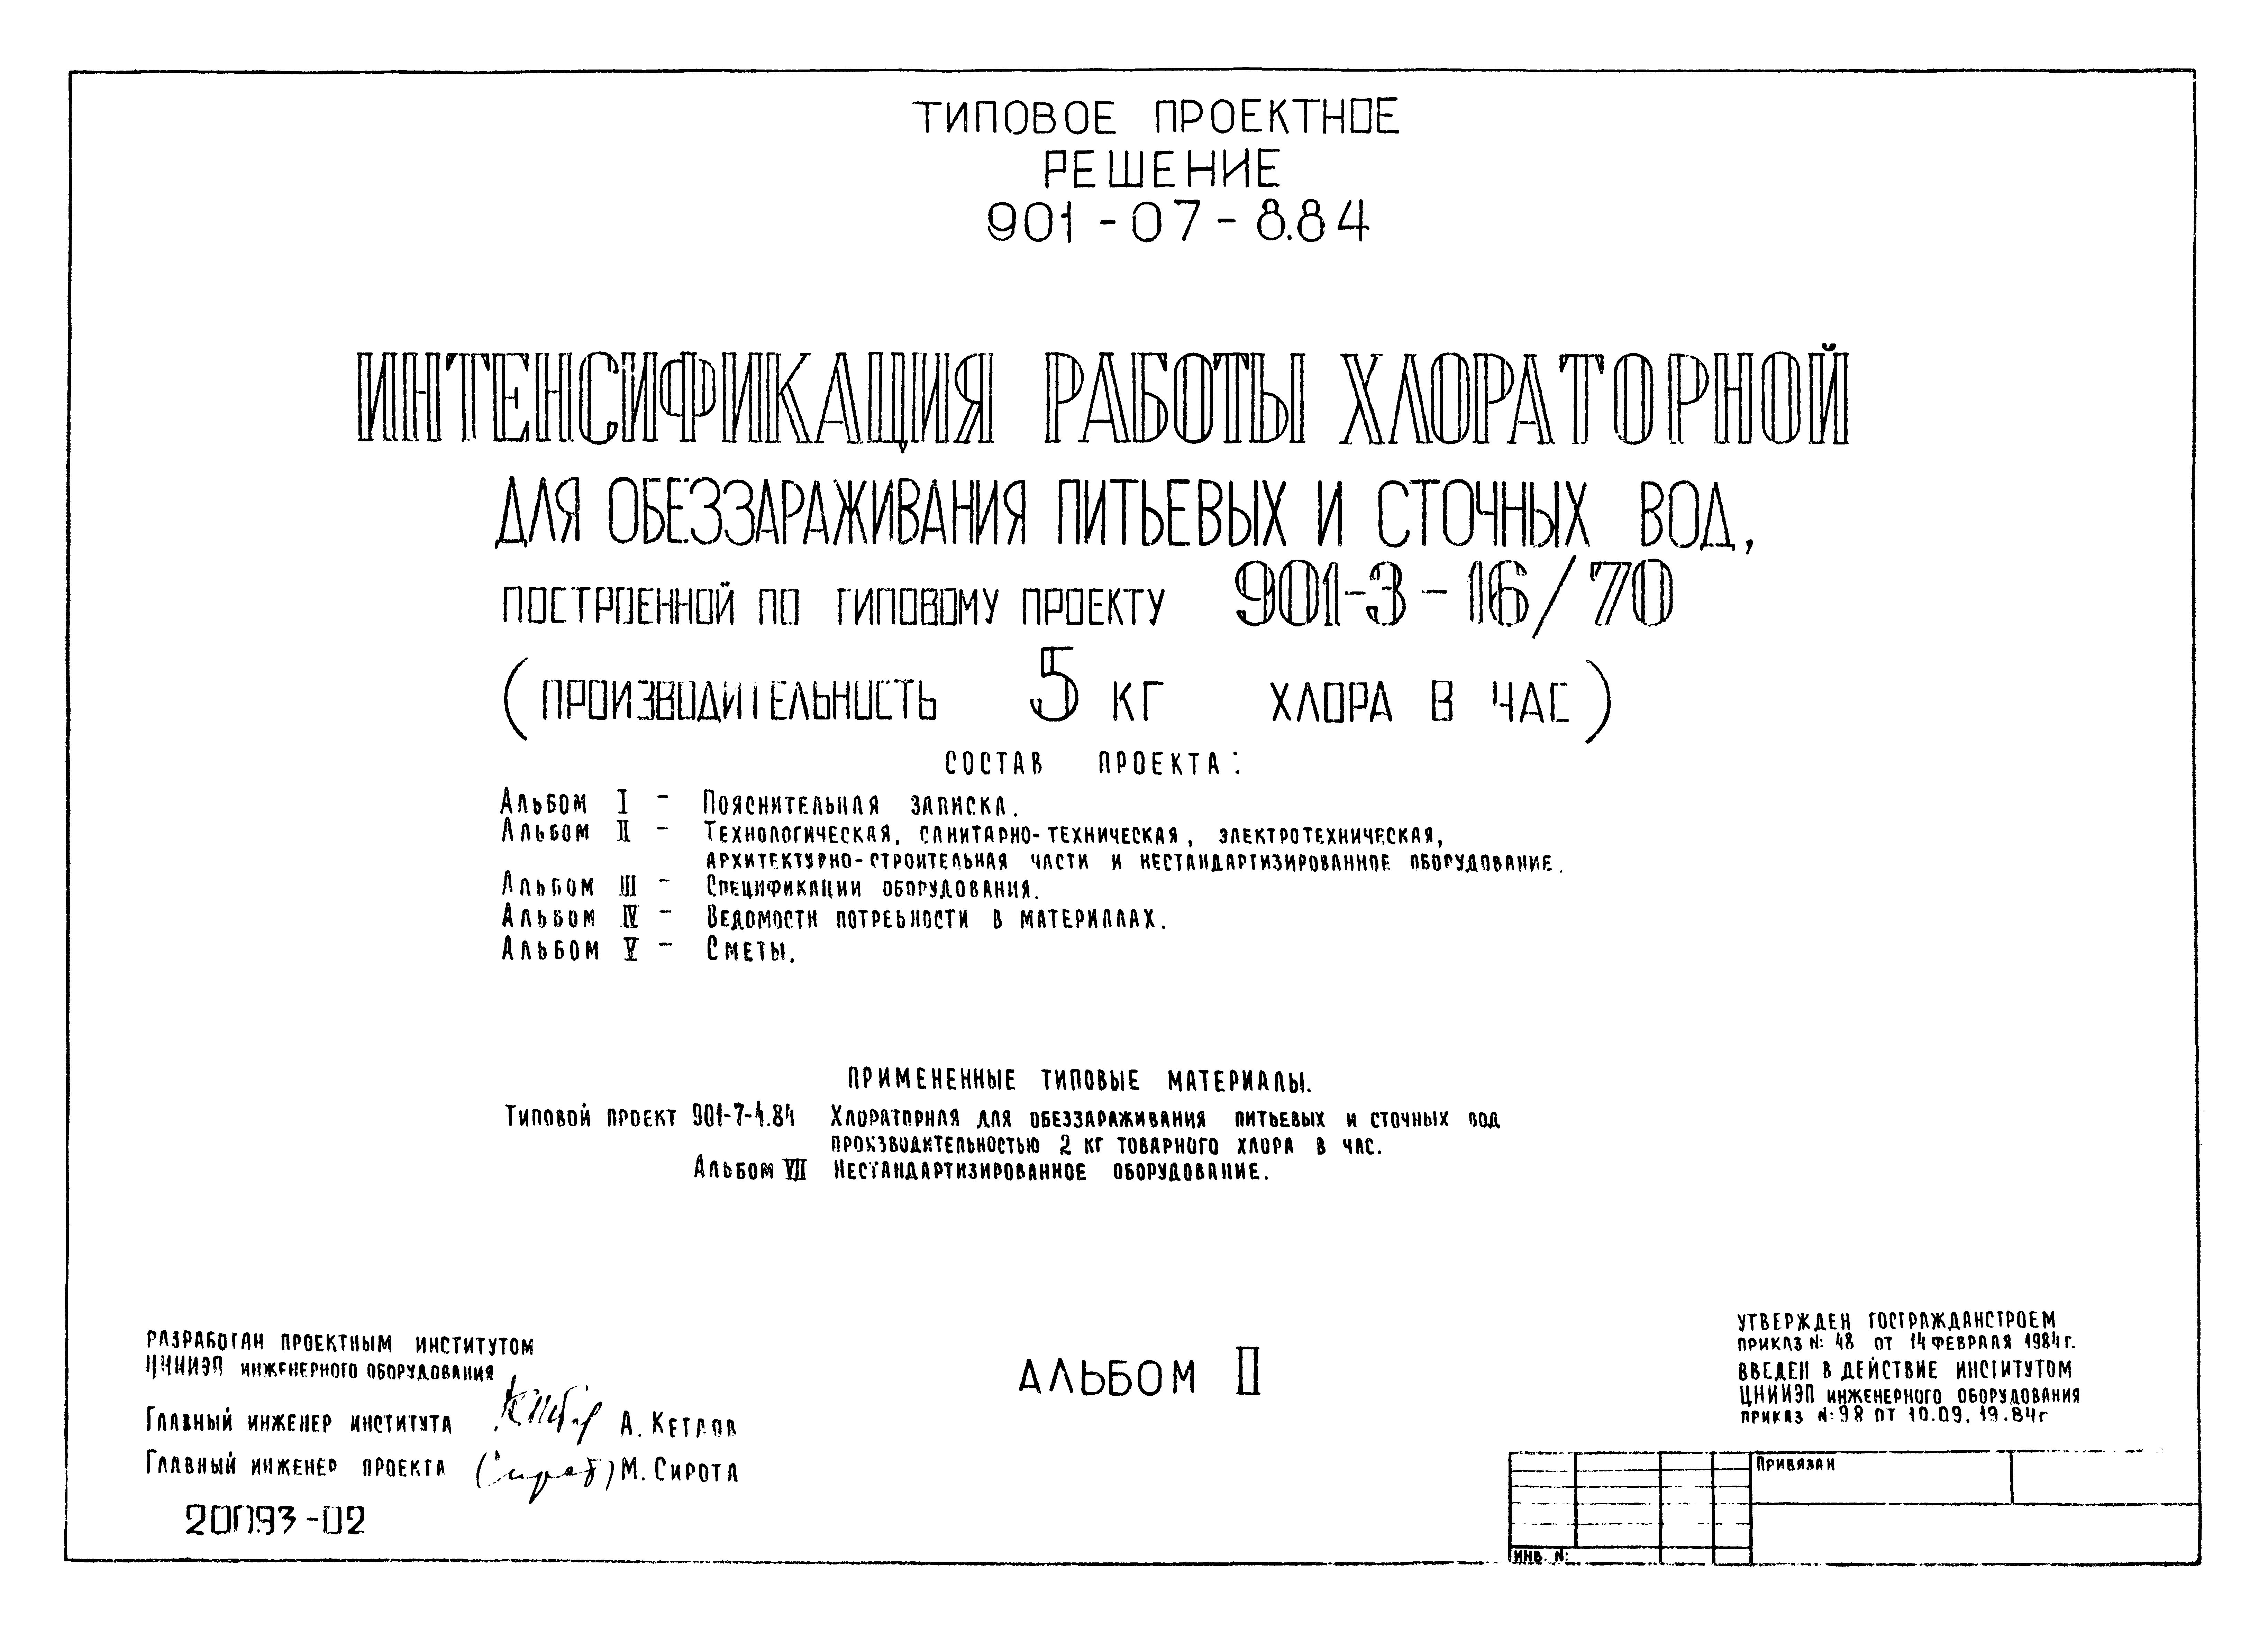 ТИПОВОЕ ПРОЕКТНОЕ
РЕШЕНИЕ
901-07-8.84
ИНТЕНСИФИКАЦИЯ РАБОТЫ ХЛОРАТОРНОЙ
ДЛЯ ОБЕЗЗАРАЖИВАНИЯ ПИТЬЕВЫХ И СТОЧНЫХ ВОД,
ПОСТРОЕННОЙ ПО ТИПОВОМУ ПРОЕКТУ 901-3-16/70
(ПРОИЗВОДИТЕЛЬНОСТЬ 5 КГ ХЛОРА В ЧАС)
СОСТАВ ПРОЕКТА:
АЛЬБОМ I - ПОЯСНИТЕЛЬНАЯ ЗАПИСКА.
АЛЬБОМ II - ТЕХНОЛОГИЧЕСКАЯ, САНИТАРНО-ТЕХНИЧЕСКАЯ, ЭЛЕКТРОТЕХНИЧЕСКАЯ,
АРХИТЕКТУРНО-СТРОИТЕЛЬНАЯ ЧАСТИ И НЕСТАНДАРТИЗИРОВАННОЕ ОБОРУДОВАНИЕ.
АЛЬБОМ III - СПЕЦИФИКАЦИИ ОБОРУДОВАНИЯ.
АЛЬБОМ IV - ВЕДОМОСТИ ПОТРЕБНОСТИ В МАТЕРИАЛАХ.
АЛЬБОМ V - СМЕТЫ.
ПРИМЕНЕННЫЕ ТИПОВЫЕ МАТЕРИАЛЫ.
ТИПОВОЙ ПРОЕКТ 901-7-4.84 ХЛОРАТОРНАЯ ДЛЯ ОБЕЗЗАРАЖИВАНИЯ ПИТЬЕВЫХ И СТОЧНЫХ ВОД
ПРОИЗВОДИТЕЛЬНОСТЬЮ 2 КГ ТОВАРНОГО ХЛОРА В ЧАС.
АЛЬБОМ VII НЕСТАНДАРТИЗИРОВАННОЕ ОБОРУДОВАНИЕ.
РАЗРАБОТАН ПРОЕКТНЫМ ИНСТИТУТОМ
ЦНИИЭП ИНЖЕНЕРНОГО ОБОРУДОВАНИЯ
ГЛАВНЫЙ ИНЖЕНЕР ИНСТИТУТА А. КЕТАОВ
ГЛАВНЫЙ ИНЖЕНЕР ПРОЕКТА М. СИРОТА
20093-02
АЛЬБОМ II
УТВЕРЖДЕН ГОСГРАЖДАНСТРОЕМ
ПРИКАЗ N: 48 ОТ 14 ФЕВРАЛЯ 1984г.
ВВЕДЕН В ДЕЙСТВИЕ ИНСТИТУТОМ
ЦНИИЭП ИНЖЕНЕРНОГО ОБОРУДОВАНИЯ
ПРИКАЗ N: 98 ОТ 10.09.19.84г
ПРИВЯЗАН
ИНВ. N: